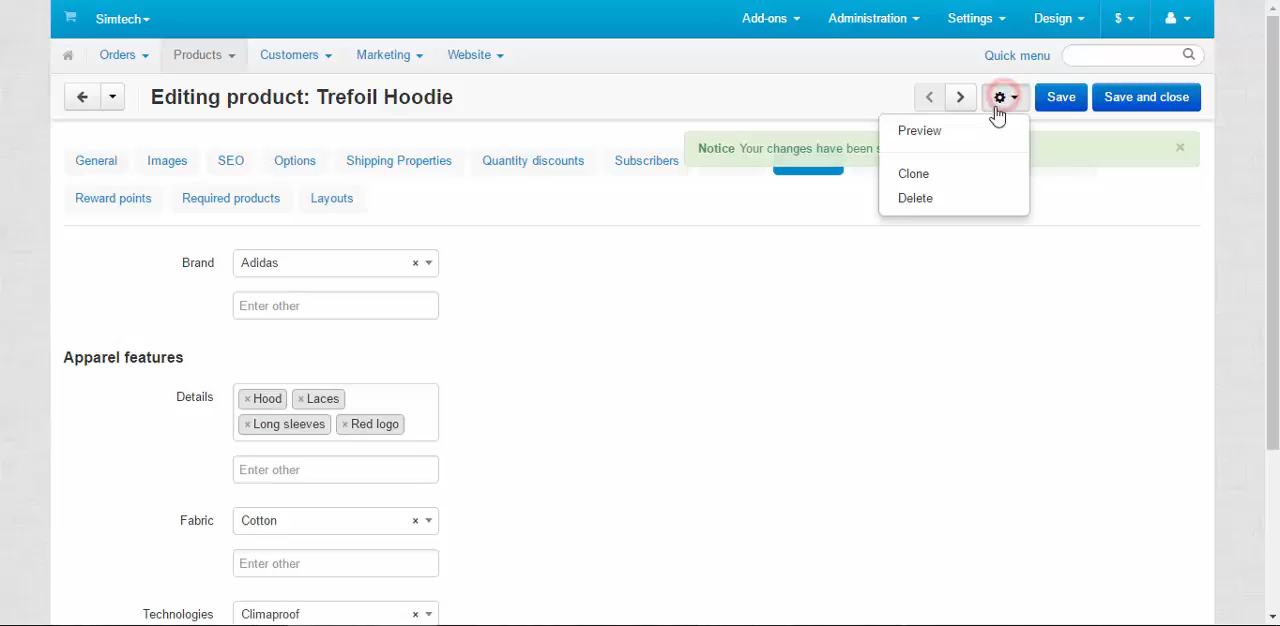 Simtech
Add-ons
Administration
Settings
Design
$
Orders
Products
Customers
Marketing
Website
Quick menu
Editing product: Trefoil Hoodie
Save
Save and close
Preview
Clone
Delete
Notice Your changes have been
General
Images
SEO
Options
Shipping Properties
Quantity discounts
Subscribers
Reward points
Required products
Layouts
Brand
Adidas
Enter other
Apparel features
Details
× Hood × Laces
× Long sleeves × Red logo
Enter other
Fabric
Cotton
Enter other
Technologies
Climaproof